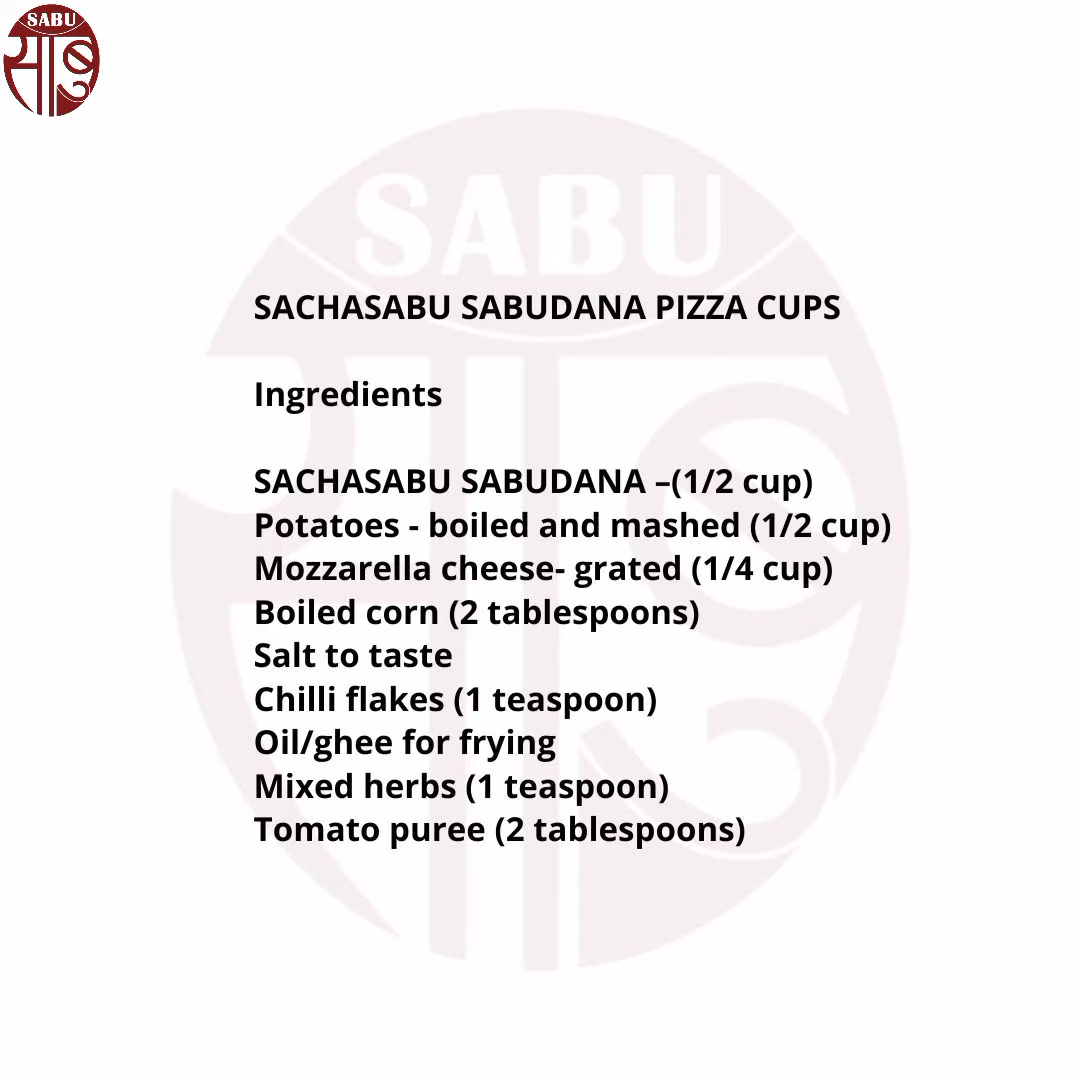 SABU
साबु
SABU
साबु
SACHASABU SABUDANA PIZZA CUPS
Ingredients
SACHASABU SABUDANA –(1/2 cup)
Potatoes - boiled and mashed (1/2 cup)
Mozzarella cheese- grated (1/4 cup)
Boiled corn (2 tablespoons)
Salt to taste
Chilli flakes (1 teaspoon)
Oil/ghee for frying
Mixed herbs (1 teaspoon)
Tomato puree (2 tablespoons)